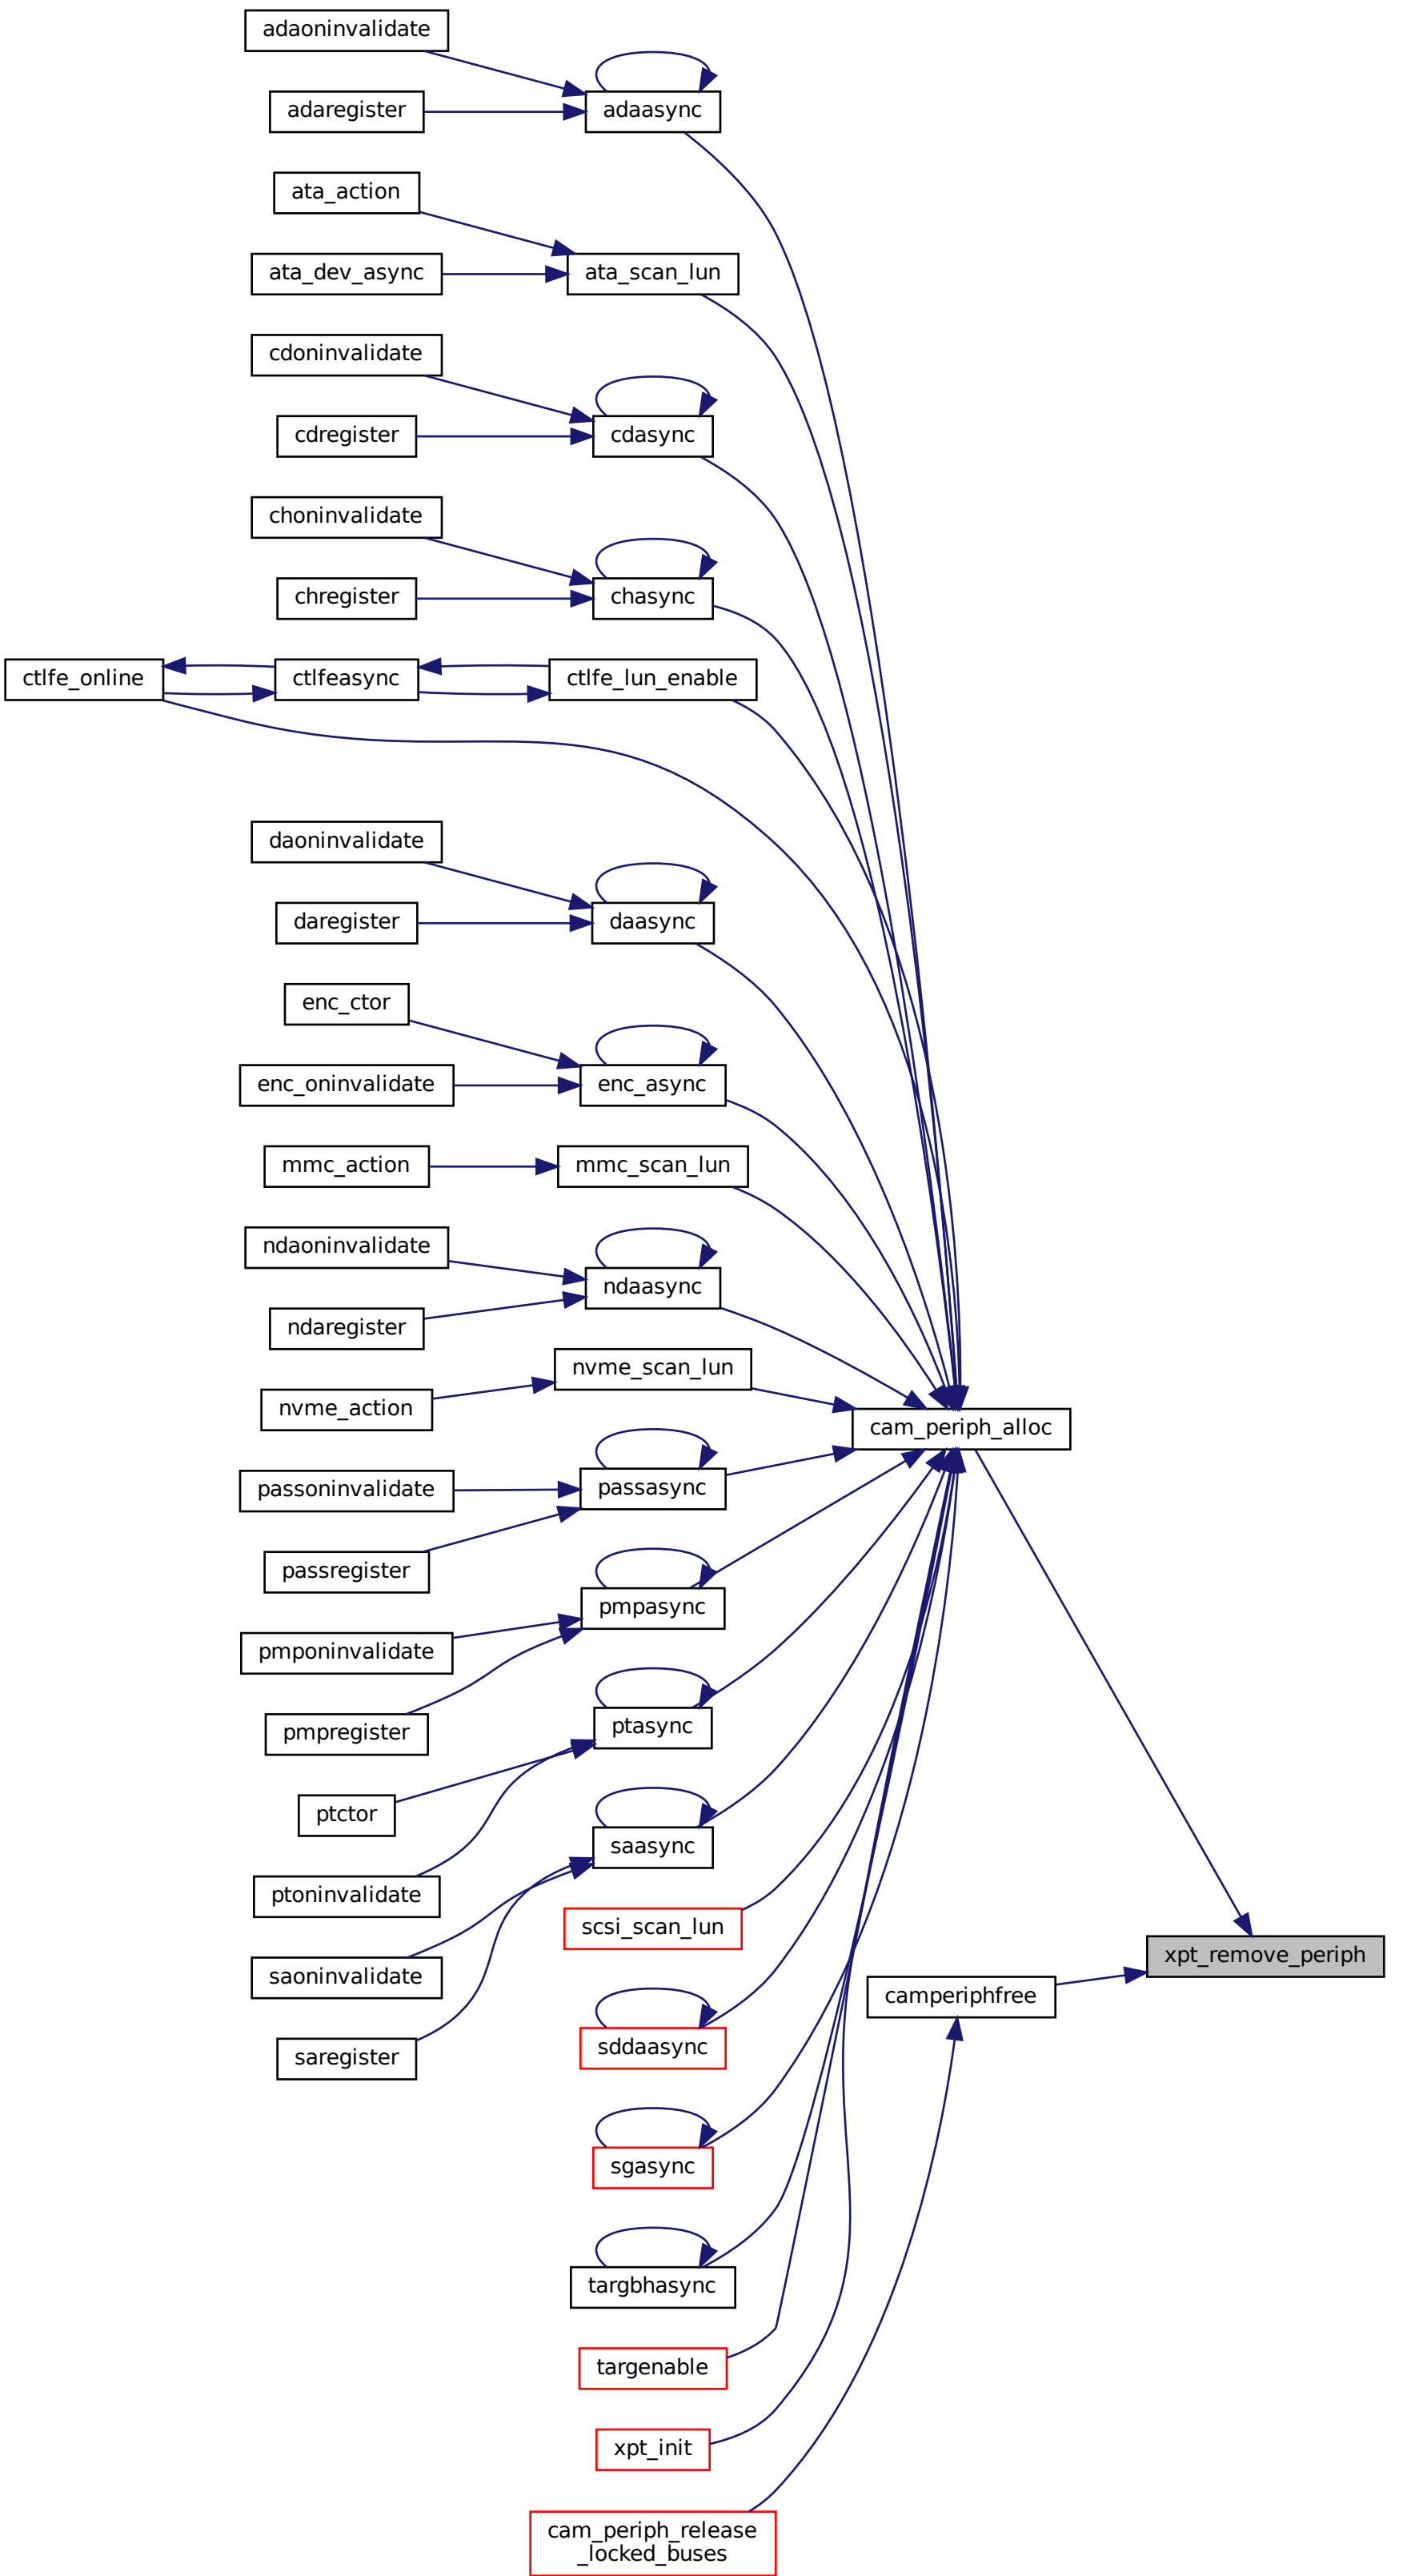 adaoninvalidate
adaregister
adaasync
ata_action
ata_dev_async
ata_scan_lun
cdoninvalidate
cdregister
cdasync
choninvalidate
chregister
chasync
ctlfe_online
ctlfeasync
ctlfe_lun_enable
daoninvalidate
daregister
daasync
enc_ctor
enc_oninvalidate
enc_async
mmc_action
mmc_scan_lun
ndaoninvalidate
ndaregister
ndaasync
nvme_scan_lun
nvme_action
cam_periph_alloc
passoninvalidate
passasync
passregister
pmpasync
pmponinvalidate
pmpregister
ptasync
ptctor
ptoninvalidate
saasync
saoninvalidate
saregister
scsi_scan_lun
xpt_remove_periph
camperiphfree
sddaasync
sgasync
targbhasync
targenable
xpt_init
cam_periph_release
_locked_buses